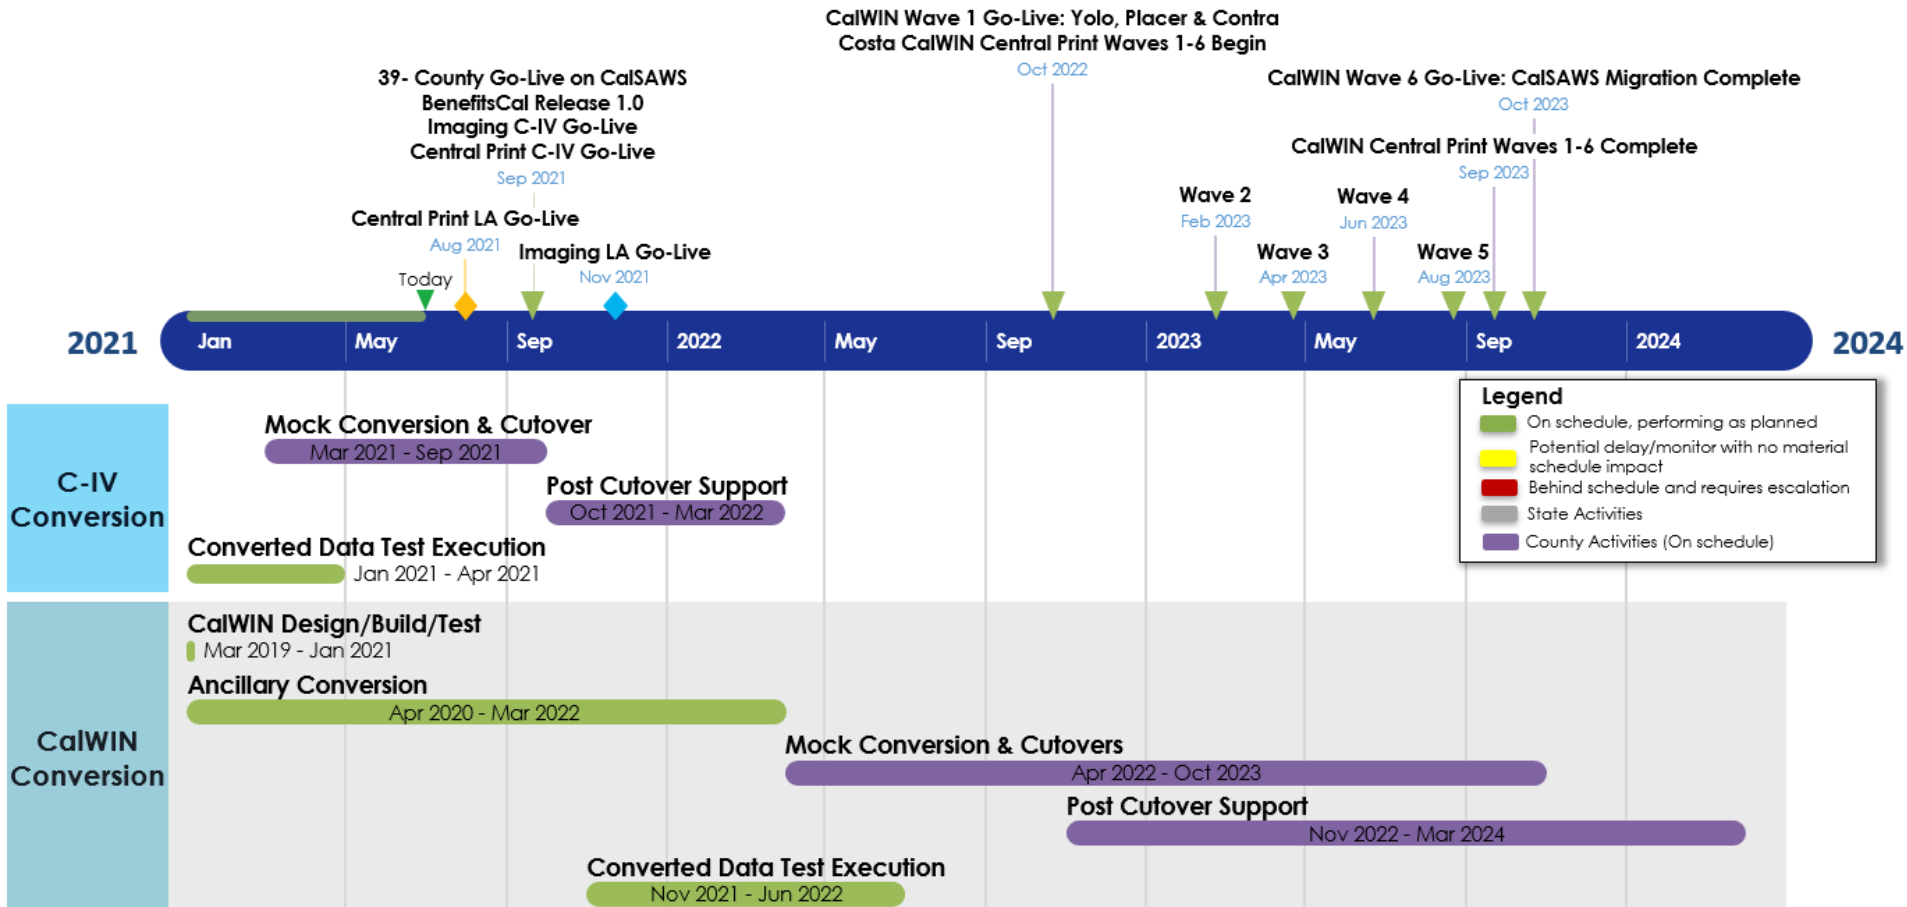 CalWIN Wave 1 Go-Live: Yolo, Placer & Contra
Costa CalWIN Central Print Waves 1-6 Begin
Oct 2022
39- County Go-Live on CalSAWS
BenefitsCal Release 1.0
Imaging C-IV Go-Live
Central Print C-IV Go-Live
Sep 2021
CalWIN Wave 6 Go-Live: CalSAWS Migration Complete
Oct 2023
CalWIN Central Print Waves 1-6 Complete
Sep 2023
Central Print LA Go-Live
Aug 2021
Imaging LA Go-Live
Nov 2021
Today
Wave 2
Feb 2023
Wave 3
Apr 2023
Wave 4
Jun 2023
Wave 5
Aug 2023
2021
Jan
May
Sep
2022
May
Sep
2023
May
Sep
2024
2024
Legend
On schedule, performing as planned
Potential delay/monitor with no material
schedule impact
Behind schedule and requires escalation
State Activities
County Activities (On schedule)
C-IV
Conversion
Mock Conversion & Cutover
Mar 2021 - Sep 2021
Post Cutover Support
Oct 2021 - Mar 2022
Converted Data Test Execution
Jan 2021 - Apr 2021
CalWIN
Conversion
CalWIN Design/Build/Test
Mar 2019 - Jan 2021
Ancillary Conversion
Apr 2020 - Mar 2022
Mock Conversion & Cutovers
Apr 2022 - Oct 2023
Post Cutover Support
Nov 2022 - Mar 2024
Converted Data Test Execution
Nov 2021 - Jun 2022